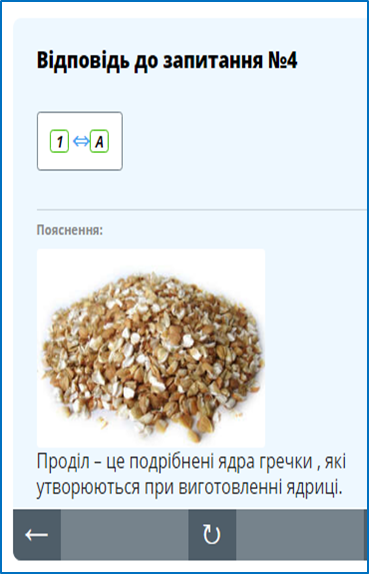 Відповідь до запитання №4
1 ⇔ А
Пояснення:
Проділ – це подрібнені ядра гречки , які
утворюються при виготовленні ядриці.